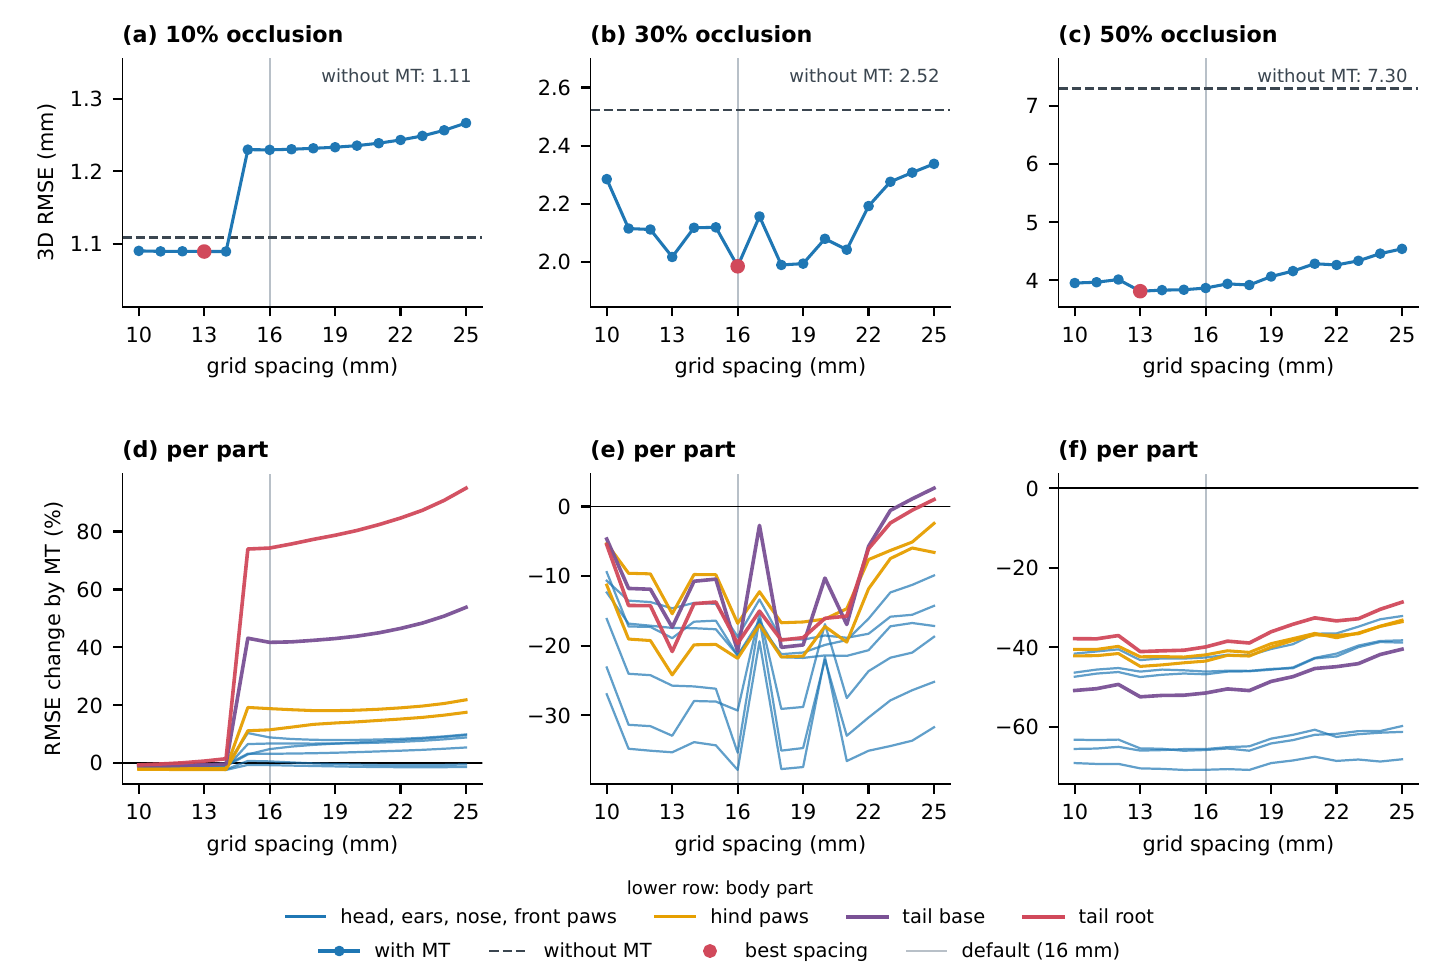 (a) 10% occlusion
(b) 30% occlusion
(c) 50% occlusion
without MT: 1.11
without MT: 2.52
without MT: 7.30
3D RMSE (mm)
1.3
1.2
1.1
2.6
2.4
2.2
2.0
7
6
5
4
10 13 16 19 22 25
10 13 16 19 22 25
10 13 16 19 22 25
grid spacing (mm)
grid spacing (mm)
grid spacing (mm)
(d) per part
(e) per part
(f) per part
RMSE change by MT (%)
80
60
40
20
0
0
−10
−20
−30
0
−20
−40
−60
10 13 16 19 22 25
10 13 16 19 22 25
10 13 16 19 22 25
grid spacing (mm)
grid spacing (mm)
grid spacing (mm)
lower row: body part
head, ears, nose, front paws hind paws tail base tail root
with MT without MT best spacing default (16 mm)